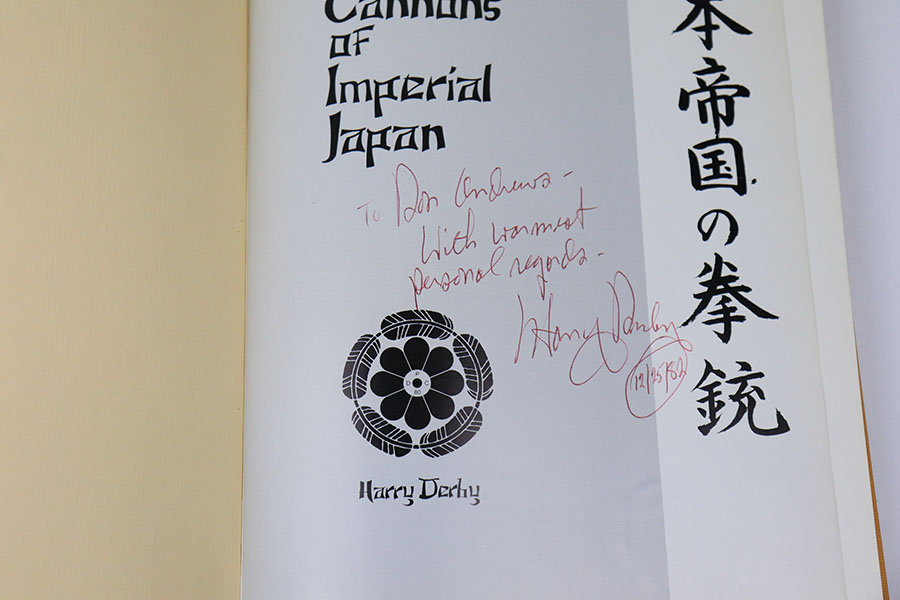 Cannons
of
Imperial
Japan
To Don Andrews -
With warmest
personal regards -
Harry Derby
12/25/82
P
D C
80
Harry Derby
本帝国の拳銃